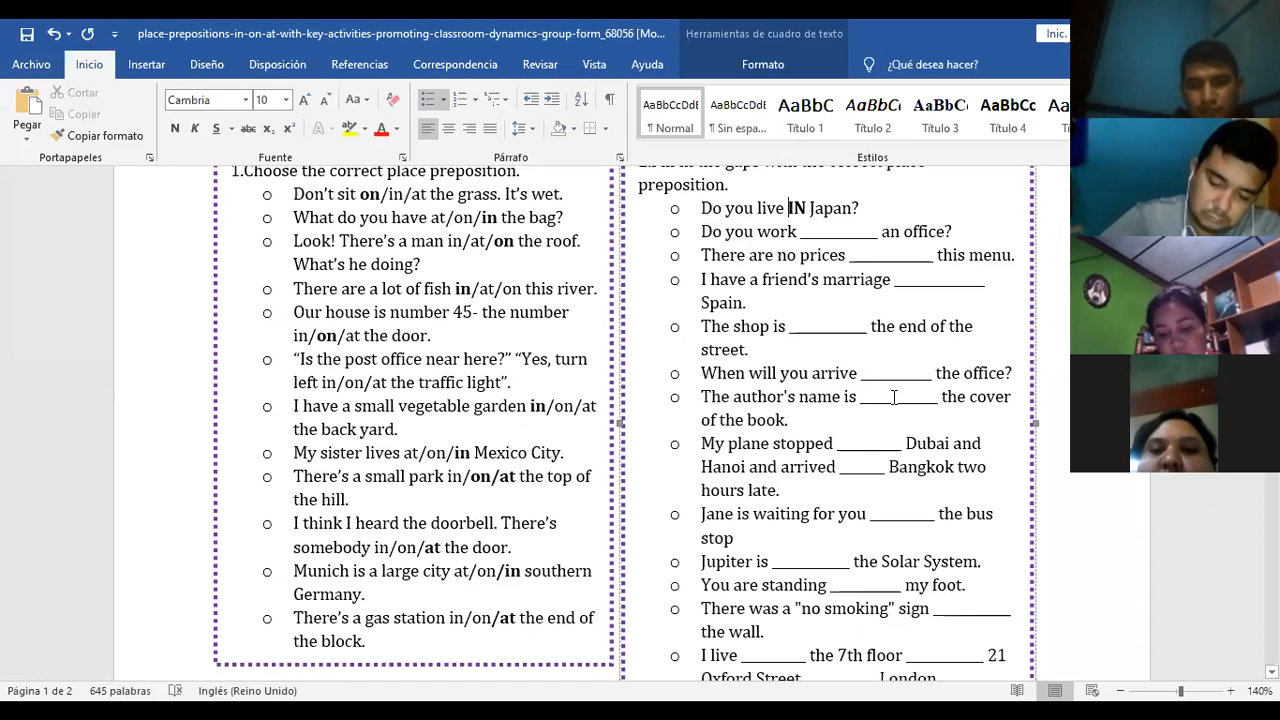 place-prepositions-in-on-at-with-key-activities-promoting-classroom-dynamics-group-form_68056 [Mo...
Herramientas de cuadro de texto
Inic.
Archivo Inicio Insertar Diseño Disposición Referencias Correspondencia Revisar Vista Ayuda Formato ¿Qué desea hacer?
Pegar
Cortar
Copiar
Copiar formato
Cambria 10
AaBbCcDdE AaBbCcDdE AaBbC AaBbCc AaBbCc AaBbCc AaBbC
¶ Normal ¶ Sin espa... Título 1 Título 2 Título 3 Título 4
Portapapeles Fuente Párrafo Estilos
1.Choose the correct place preposition.
Don't sit on/in/at the grass. It's wet.
What do you have at/on/in the bag?
Look! There's a man in/at/on the roof.
What's he doing?
There are a lot of fish in/at/on this river.
Our house is number 45- the number
in/on/at the door.
“Is the post office near here?” “Yes, turn
left in/on/at the traffic light”.
I have a small vegetable garden in/on/at
the back yard.
My sister lives at/on/in Mexico City.
There's a small park in/on/at the top of
the hill.
I think I heard the doorbell. There's
somebody in/on/at the door.
Munich is a large city at/on/in southern
Germany.
There's a gas station in/on/at the end of
the block.
preposition.
Do you live IN Japan?
Do you work __________ an office?
There are no prices ___________ this menu.
I have a friend's marriage ____________
Spain.
The shop is __________ the end of the
street.
When will you arrive _________ the office?
The author's name is __________ the cover
of the book.
My plane stopped ________ Dubai and
Hanoi and arrived ______ Bangkok two
hours late.
Jane is waiting for you ________ the bus
stop
Jupiter is __________ the Solar System.
You are standing _________ my foot.
There was a "no smoking" sign __________
the wall.
I live ________ the 7th floor __________ 21
Oxford Street ________ London
Página 1 de 2 645 palabras Inglés (Reino Unido) 140%